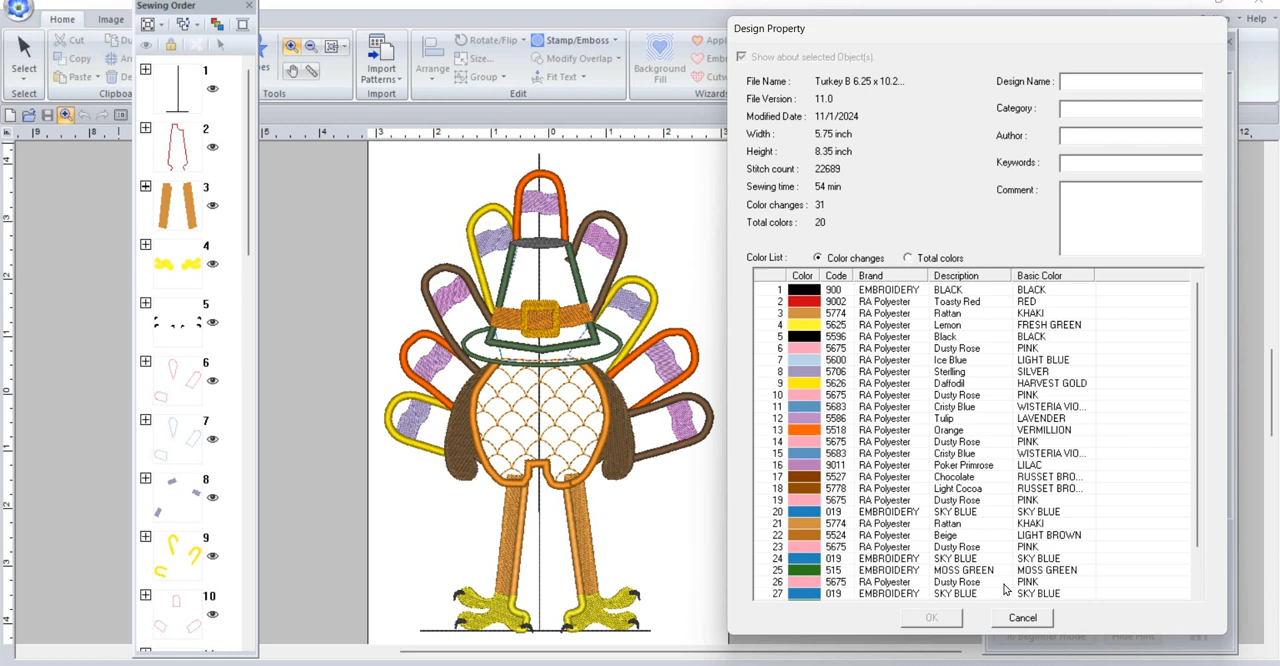 Sewing Order
Home Image
Help
Select
Cut
Copy
Paste
Select
Clipboa
Tools
Import
Patterns
Import
Arrange
Rotate/Flip
Size...
Group
Stamp/Emboss
Modify Overlap
Fit Text
Edit
Background
Fill
Wizards
1
2
3
4
5
6
7
8
9
10
Design Property
Show about selected Object(s).
File Name : Turkey B 6.25 x 10.2...
File Version : 11.0
Modified Date : 11/1/2024
Width : 5.75 inch
Height : 8.35 inch
Stitch count : 22689
Sewing time : 54 min
Color changes : 31
Total colors : 20
Design Name :
Category :
Author :
Keywords :
Comment :
Color List : Color changes Total colors
Color Code Brand Description Basic Color
1 900 EMBROIDERY BLACK BLACK
2 9002 RA Polyester Toasty Red RED
3 5774 RA Polyester Rattan KHAKI
4 5625 RA Polyester Lemon FRESH GREEN
5 5596 RA Polyester Black BLACK
6 5675 RA Polyester Dusty Rose PINK
7 5600 RA Polyester Ice Blue LIGHT BLUE
8 5706 RA Polyester Sterlling SILVER
9 5626 RA Polyester Daffodil HARVEST GOLD
10 5675 RA Polyester Dusty Rose PINK
11 5683 RA Polyester Cristy Blue WISTERIA VIO...
12 5586 RA Polyester Tulip LAVENDER
13 5518 RA Polyester Orange VERMILLION
14 5675 RA Polyester Dusty Rose PINK
15 5683 RA Polyester Cristy Blue WISTERIA VIO...
16 9011 RA Polyester Poker Primrose LILAC
17 5527 RA Polyester Chocolate RUSSET BRO...
18 5778 RA Polyester Light Cocoa RUSSET BRO...
19 5675 RA Polyester Dusty Rose PINK
20 019 EMBROIDERY SKY BLUE SKY BLUE
21 5774 RA Polyester Rattan KHAKI
22 5524 RA Polyester Beige LIGHT BROWN
23 5675 RA Polyester Dusty Rose PINK
24 019 EMBROIDERY SKY BLUE SKY BLUE
25 515 EMBROIDERY MOSS GREEN MOSS GREEN
26 5675 RA Polyester Dusty Rose PINK
27 019 EMBROIDERY SKY BLUE SKY BLUE
OK Cancel
To Beginner Mode Hide Hint